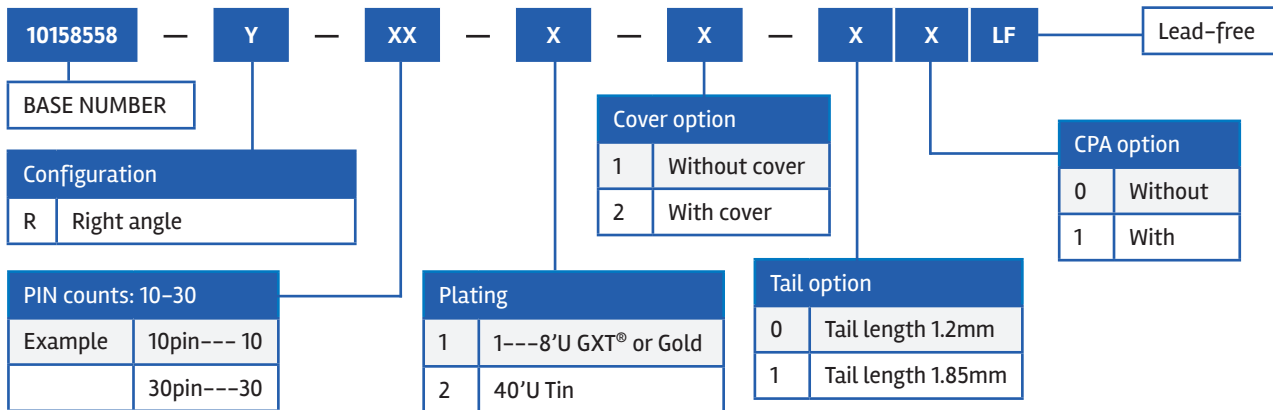 10158558 — Y — XX — X — X — X X LF Lead-free
BASE NUMBER
Configuration
R Right angle
PIN counts: 10-30
Example 10pin--- 10
30pin---30
Plating
1 1---8'U GXT® or Gold
2 40'U Tin
Cover option
1 Without cover
2 With cover
Tail option
0 Tail length 1.2mm
1 Tail length 1.85mm
CPA option
0 Without
1 With